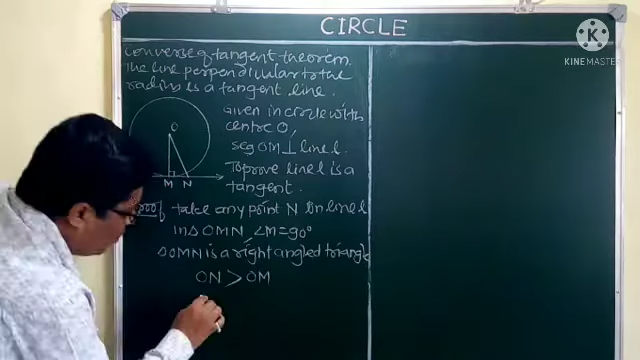 CIRCLE
KINEMASTER
Converse of tangent theorem.
The line perpendicular to the
radius is a tangent line.
Given in circle with
centre O,
seg OM ⊥ line l.
To prove line l is a
tangent.
O
M N
Proof take any point N on line l
in △OMN, ∠M=90°
△OMN is a right angled triangle
ON > OM